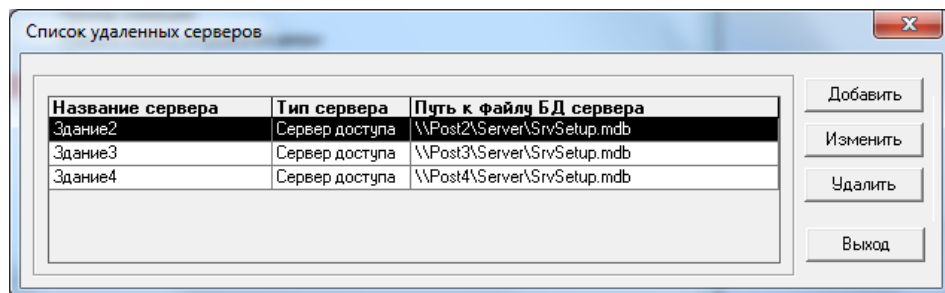 Список удаленных серверов
Название сервера Тип сервера Путь к файлу БД сервера
Здание2 Сервер доступа \\Post2\Server\SrvSetup.mdb
Здание3 Сервер доступа \\Post3\Server\SrvSetup.mdb
Здание4 Сервер доступа \\Post4\Server\SrvSetup.mdb
Добавить
Изменить
Удалить
Выход